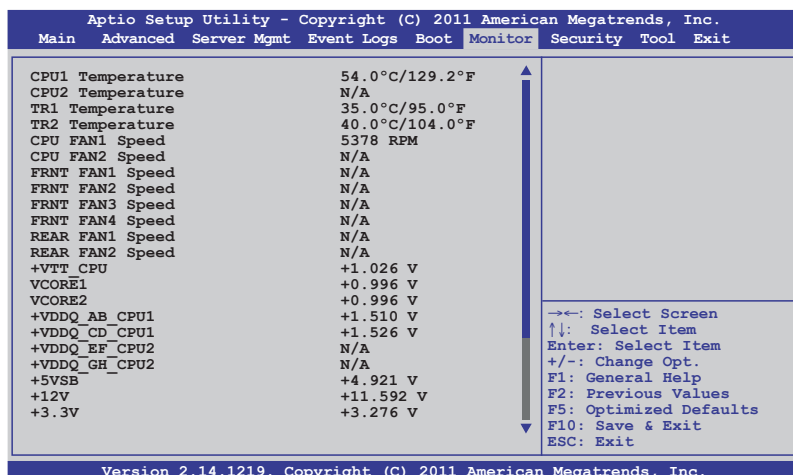 Aptio Setup Utility - Copyright (C) 2011 American Megatrends, Inc.
Main Advanced Server Mgmt Event Logs Boot Monitor Security Tool Exit
CPU1 Temperature 54.0°C/129.2°F
CPU2 Temperature N/A
TR1 Temperature 35.0°C/95.0°F
TR2 Temperature 40.0°C/104.0°F
CPU FAN1 Speed 5378 RPM
CPU FAN2 Speed N/A
FRNT FAN1 Speed N/A
FRNT FAN2 Speed N/A
FRNT FAN3 Speed N/A
FRNT FAN4 Speed N/A
REAR FAN1 Speed N/A
REAR FAN2 Speed N/A
+VTT_CPU +1.026 V
VCORE1 +0.996 V
VCORE2 +0.996 V
+VDDQ_AB_CPU1 +1.510 V
+VDDQ_CD_CPU1 +1.526 V
+VDDQ_EF_CPU2 N/A
+VDDQ_GH_CPU2 N/A
+5VSB +4.921 V
+12V +11.592 V
+3.3V +3.276 V
→←: Select Screen
↑↓: Select Item
Enter: Select Item
+/-: Change Opt.
F1: General Help
F2: Previous Values
F5: Optimized Defaults
F10: Save & Exit
ESC: Exit
Version 2.14.1219. Copyright (C) 2011 American Megatrends, Inc.